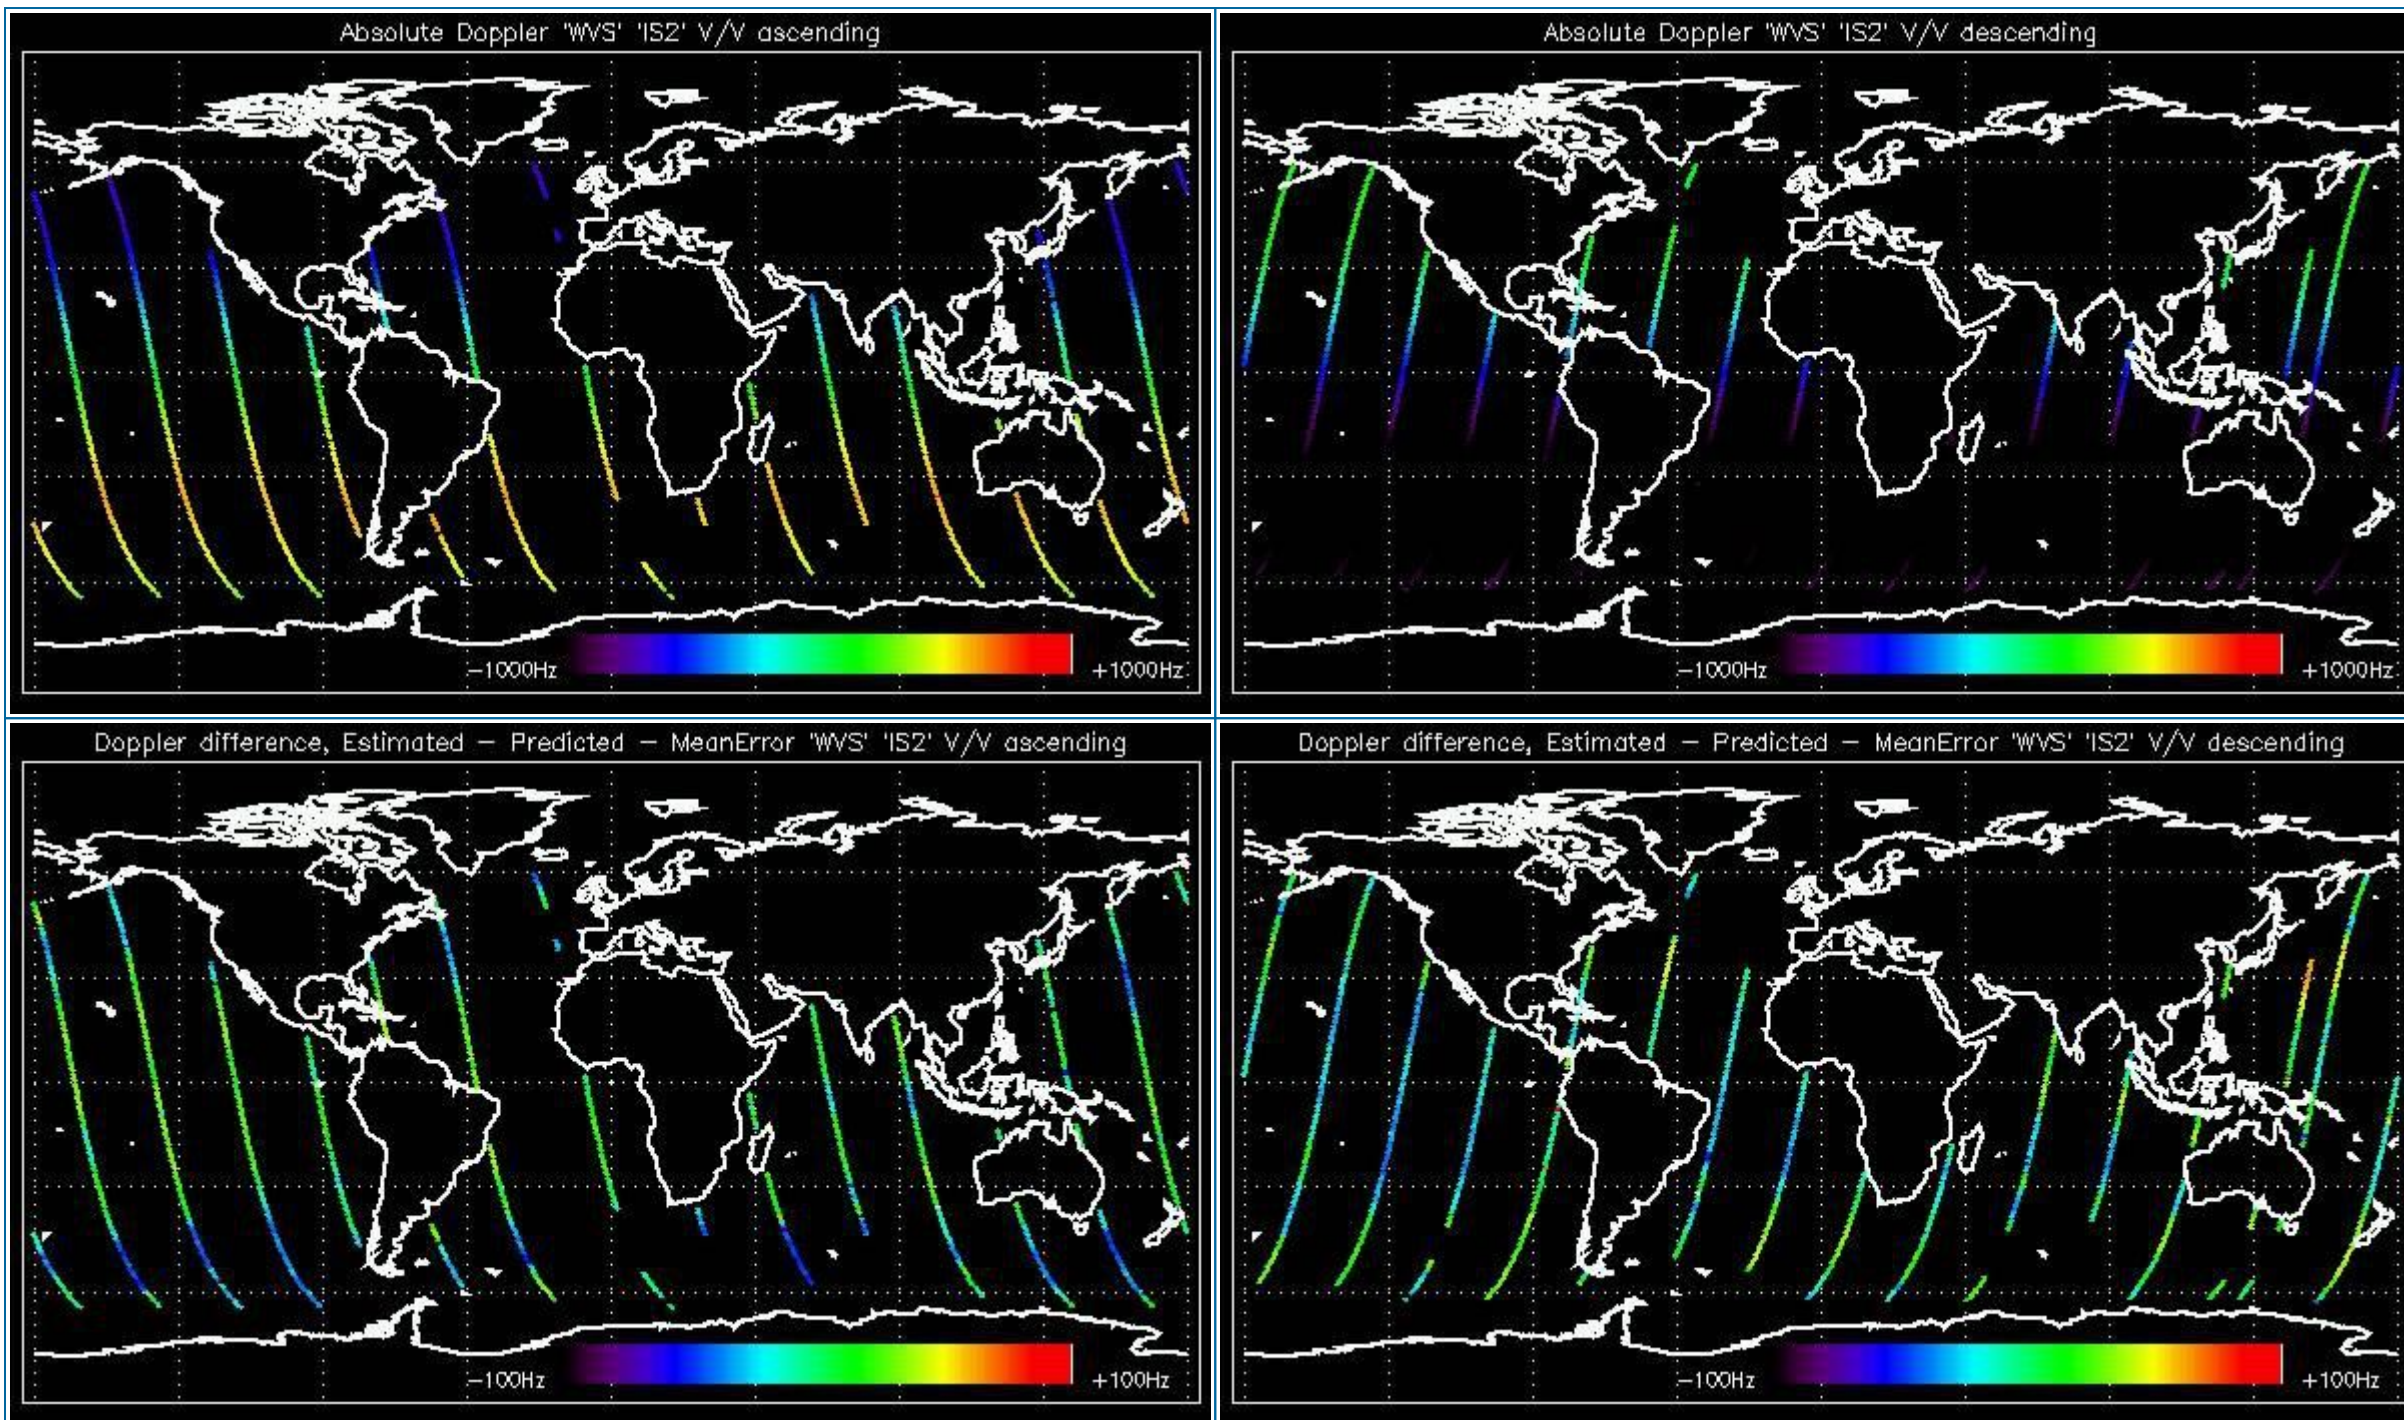 Absolute Doppler 'WVS' 'IS2' V/V ascending
-1000Hz
+1000Hz
Absolute Doppler 'WVS' 'IS2' V/V descending
-1000Hz
+1000Hz
Doppler difference, Estimated - Predicted - MeanError 'WVS' 'IS2' V/V ascending
-100Hz
+100Hz
Doppler difference, Estimated - Predicted - MeanError 'WVS' 'IS2' V/V descending
-100Hz
+100Hz